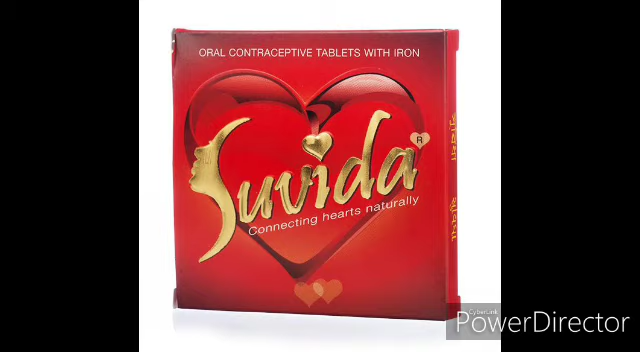 ORAL CONTRACEPTIVE TABLETS WITH IRON
Suvida®
Connecting hearts naturally
CyberLink
PowerDirector